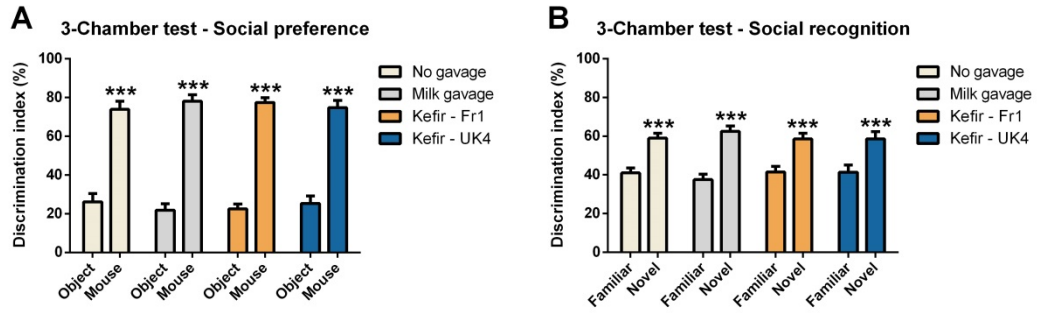 A
3-Chamber test - Social preference
Discrimination index (%)
100
80
60
40
20
0
***
***
***
***
Object
Mouse
Object
Mouse
Object
Mouse
Object
Mouse
No gavage
Milk gavage
Kefir - Fr1
Kefir - UK4
B
3-Chamber test - Social recognition
Discrimination index (%)
100
80
60
40
20
0
***
***
***
***
Familiar
Novel
Familiar
Novel
Familiar
Novel
Familiar
Novel
No gavage
Milk gavage
Kefir - Fr1
Kefir - UK4